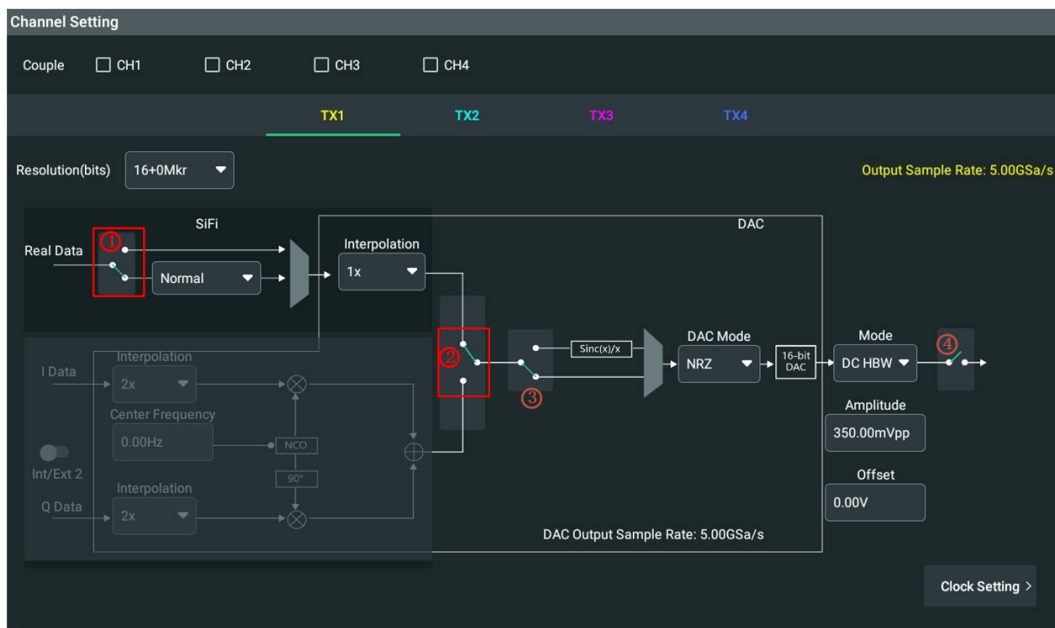 Channel Setting
Couple CH1 CH2 CH3 CH4
TX1 TX2 TX3 TX4
Resolution(bits) 16+0Mkr Output Sample Rate: 5.00GSa/s
SiFi DAC
① Real Data Interpolation
Normal 1x
② Sinc(x)/x DAC Mode Mode ④
NRZ 16-bit DAC DC HBW
③
I Data Interpolation
2x
Center Frequency Amplitude
0.00Hz NCO 350.00mVpp
Int/Ext 2 90° Offset
Q Data Interpolation 0.00V
2x
DAC Output Sample Rate: 5.00GSa/s
Clock Setting >